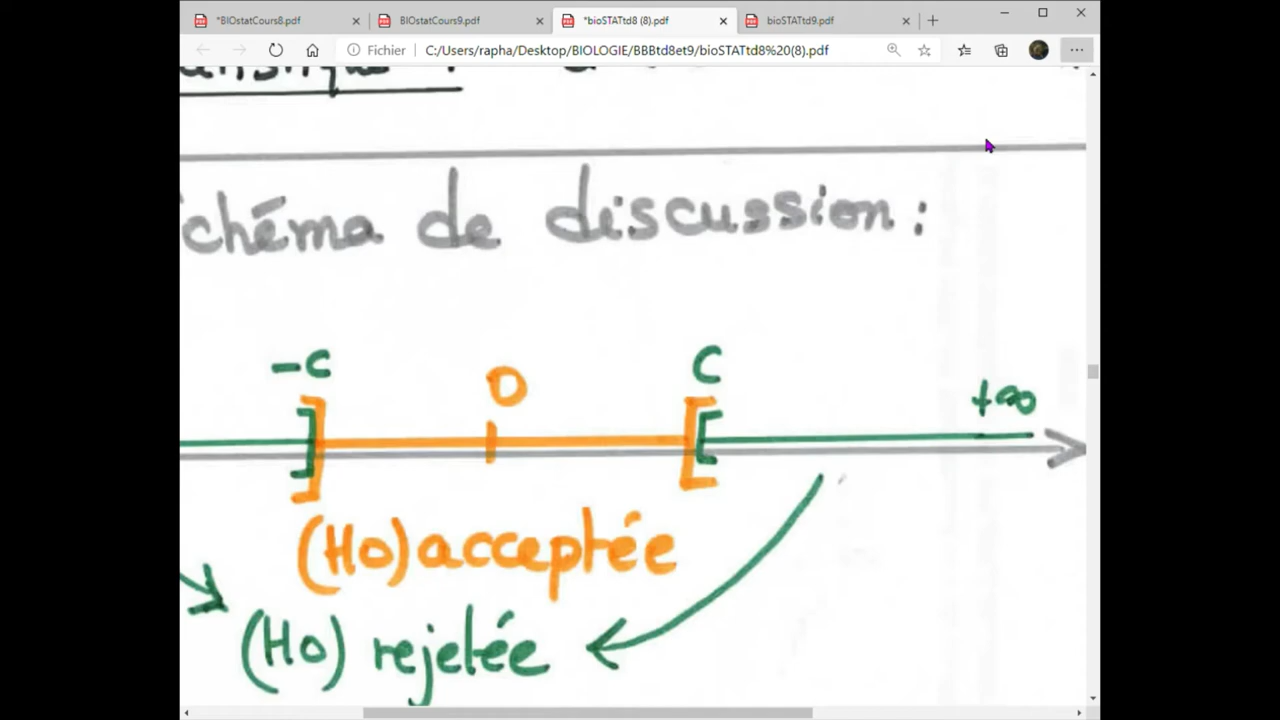 *BIOstatCours8.pdf
BIOstatCours9.pdf
*bioSTATtd8 (8).pdf
bioSTATtd9.pdf
Fichier
C:/Users/rapha/Desktop/BIOLOGIE/BBBtd8et9/bioSTATtd8%20(8).pdf
chéma de discussion :
-C
O
C
+∞
(Ho) acceptée
(Ho) rejetée